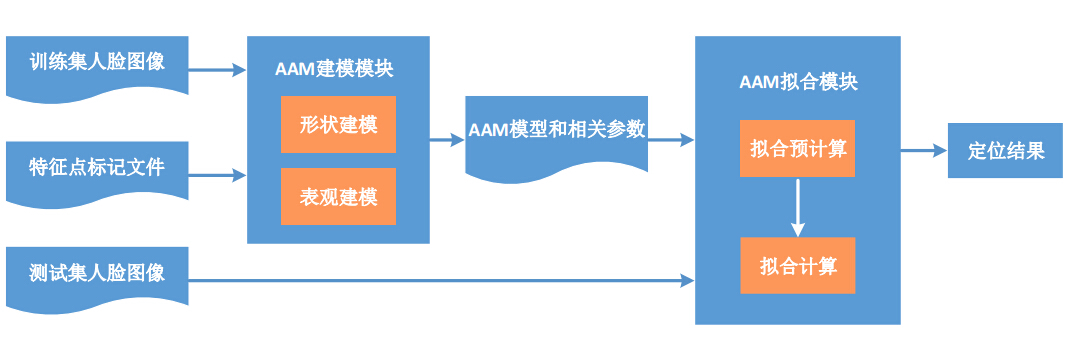 训练集人脸图像
特征点标记文件
测试集人脸图像
AAM建模模块
形状建模
表观建模
AAM模型和相关参数
AAM拟合模块
拟合预计算
拟合计算
定位结果